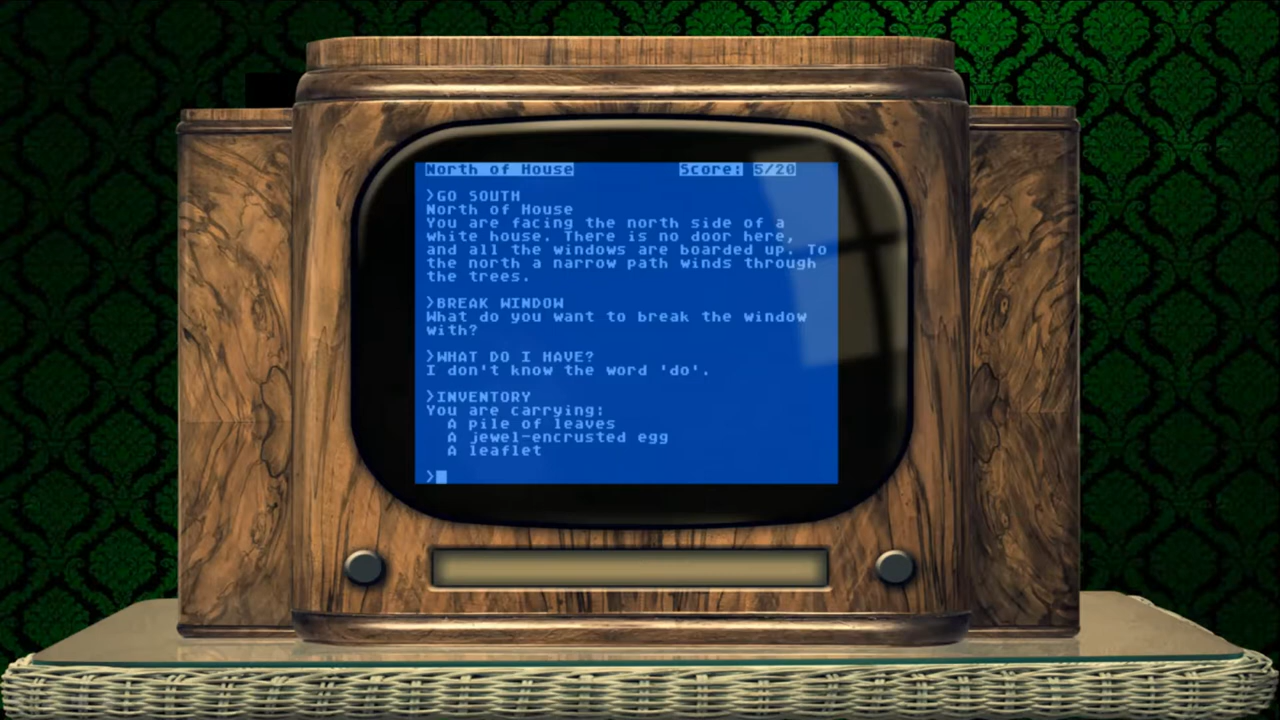 North of House Score: 5/20
>GO SOUTH
North of House
You are facing the north side of a
white house. There is no door here,
and all the windows are boarded up. To
the north a narrow path winds through
the trees.
>BREAK WINDOW
What do you want to break the window
with?
>WHAT DO I HAVE?
I don't know the word 'do'.
>INVENTORY
You are carrying:
A pile of leaves
A jewel-encrusted egg
A leaflet
>